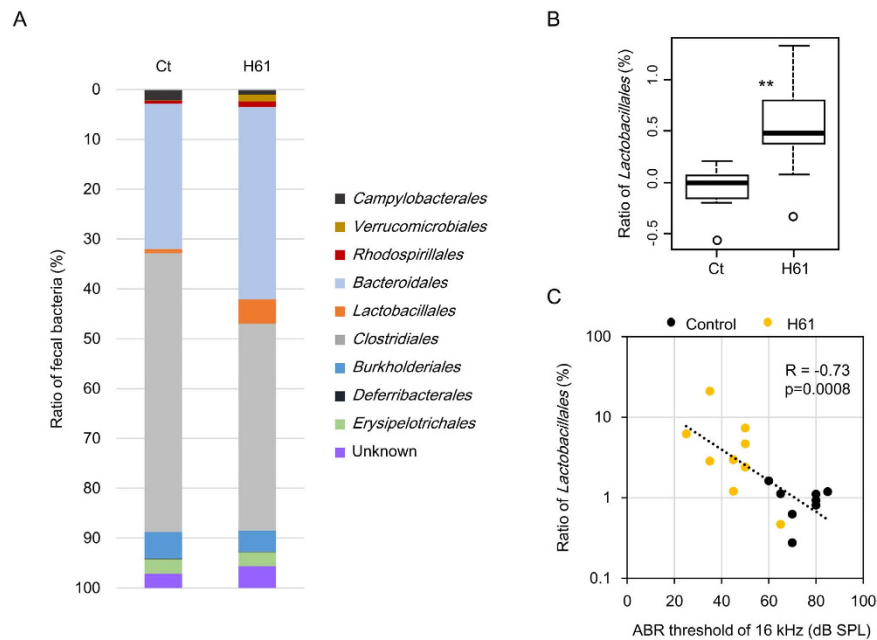 A
Ct H61
0
10
20
30
40
50
60
70
80
90
100
Ratio of fecal bacteria (%)
Campylobacterales
Verrucomicrobiales
Rhodospirillales
Bacteroidales
Lactobacillales
Clostridiales
Burkholderiales
Deferribacterales
Erysipelotrichales
Unknown
B
Ratio of Lactobacillales (%)
1.0
0.5
0.0
-0.5
**
Ct H61
C
Control H61
R = -0.73
p=0.0008
Ratio of Lactobacillales (%)
100
10
1
0.1
0 20 40 60 80 100
ABR threshold of 16 kHz (dB SPL)